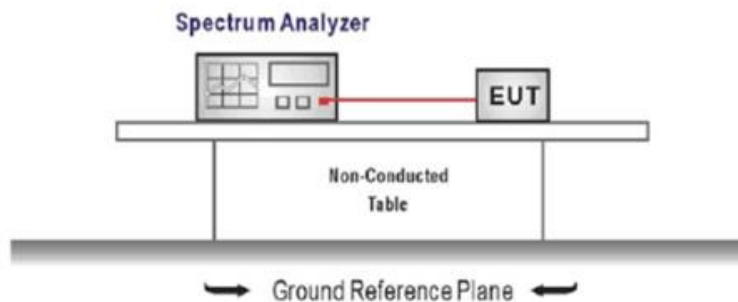 Spectrum Analyzer
EUT
Non-Conducted
Table
Ground Reference Plane